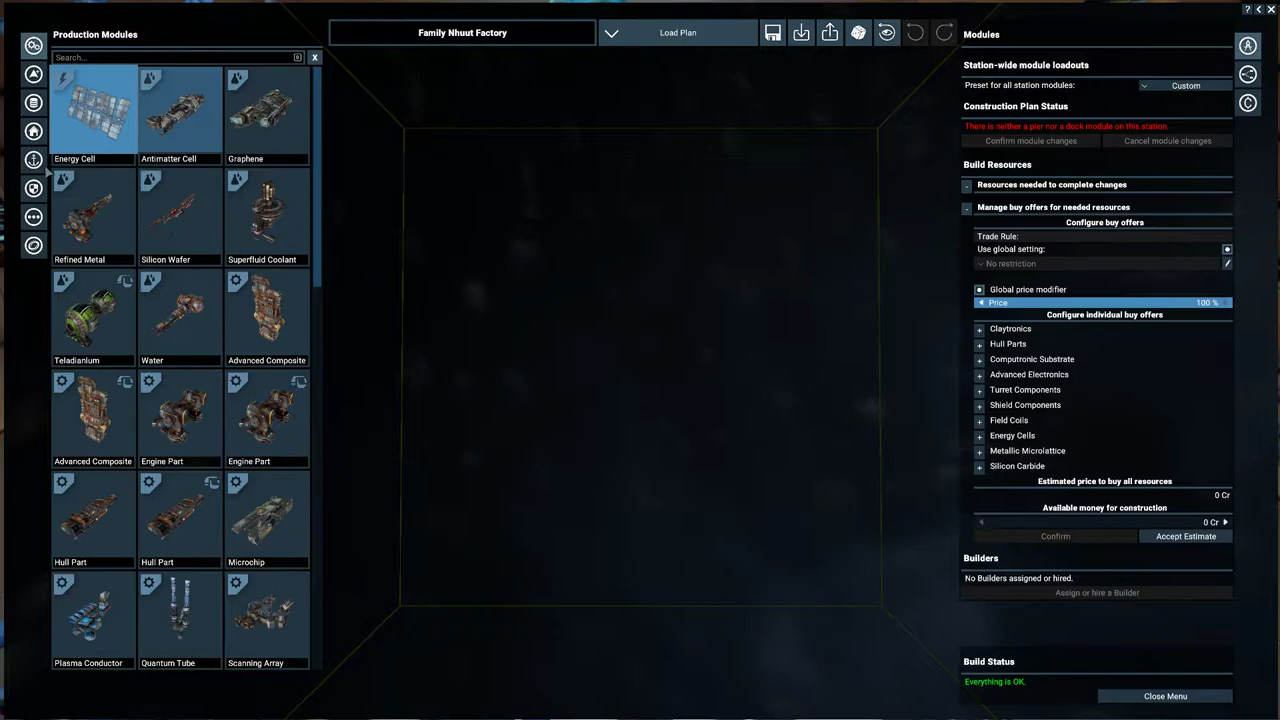 Production Modules
Search...
X
Energy Cell
Antimatter Cell
Graphene
Refined Metal
Silicon Wafer
Superfluid Coolant
Teladianium
Water
Advanced Composite
Advanced Composite
Engine Part
Engine Part
Hull Part
Hull Part
Microchip
Plasma Conductor
Quantum Tube
Scanning Array
Family Nhuut Factory
Load Plan
Modules
Station-wide module loadouts
Preset for all station modules:
Custom
Construction Plan Status
There is neither a pier nor a dock module on this station
Confirm module changes
Cancel module changes
Build Resources
- Resources needed to complete changes
- Manage buy offers for needed resources
Configure buy offers
Trade Rule:
Use global setting:
No restriction
Global price modifier
Price 100 %
Configure individual buy offers
+ Claytronics
+ Hull Parts
+ Computronic Substrate
+ Advanced Electronics
+ Turret Components
+ Shield Components
+ Field Coils
+ Energy Cells
+ Metallic Microlattice
+ Silicon Carbide
Estimated price to buy all resources
0 Cr
Available money for construction
0 Cr
Confirm
Accept Estimate
Builders
No Builders assigned or hired.
Assign or hire a Builder
Build Status
Everything is OK.
Close Menu